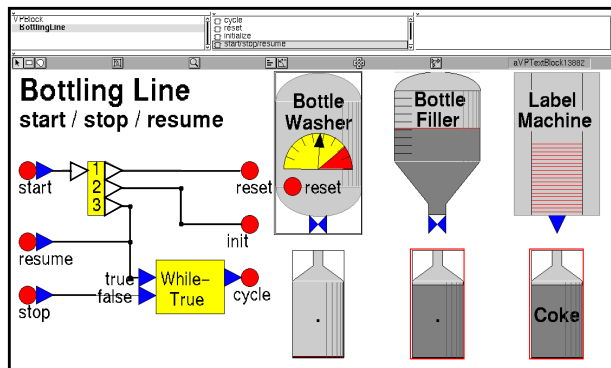 VPBlock
BottlingLine
cycle
reset
initialize
start/stop/resume
aVPTextBlock13882
Bottling Line
start / stop / resume
Bottle
Washer
Bottle
Filler
Label
Machine
1
2
3
start
reset
reset
init
resume
true
false
While-
True
cycle
stop
Coke